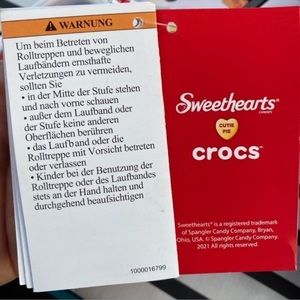 WARNUNG
Um beim Betreten von
Rolltreppen und beweglichen
Laufbändern ernsthafte
Verletzungen zu vermeiden,
sollten Sie
• in der Mitte der Stufe stehen
und nach vorne schauen
• außer dem Laufband oder
der Stufe keine anderen
Oberflächen berühren
• das Laufband oder die
Rolltreppe mit Vorsicht betreten
oder verlassen
• Kinder bei der Benutzung der
Rolltreppe oder des Laufbandes
stets an der Hand halten und
durchgehend beaufsichtigen
1000016799
Sweethearts®
CANDIES
CUTIE
PIE
crocs™
Sweethearts® is a registered trademark
of Spangler Candy Company, Bryan,
Ohio, USA. © Spangler Candy Company.
2021 All rights reserved.